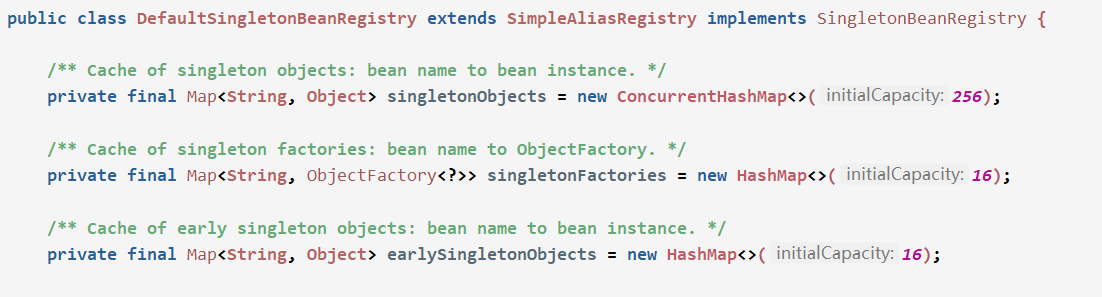 public class DefaultSingletonBeanRegistry extends SimpleAliasRegistry implements SingletonBeanRegistry {
/** Cache of singleton objects: bean name to bean instance. */
private final Map<String, Object> singletonObjects = new ConcurrentHashMap<>( initialCapacity: 256);
/** Cache of singleton factories: bean name to ObjectFactory. */
private final Map<String, ObjectFactory<?>> singletonFactories = new HashMap<>( initialCapacity: 16);
/** Cache of early singleton objects: bean name to bean instance. */
private final Map<String, Object> earlySingletonObjects = new HashMap<>( initialCapacity: 16);